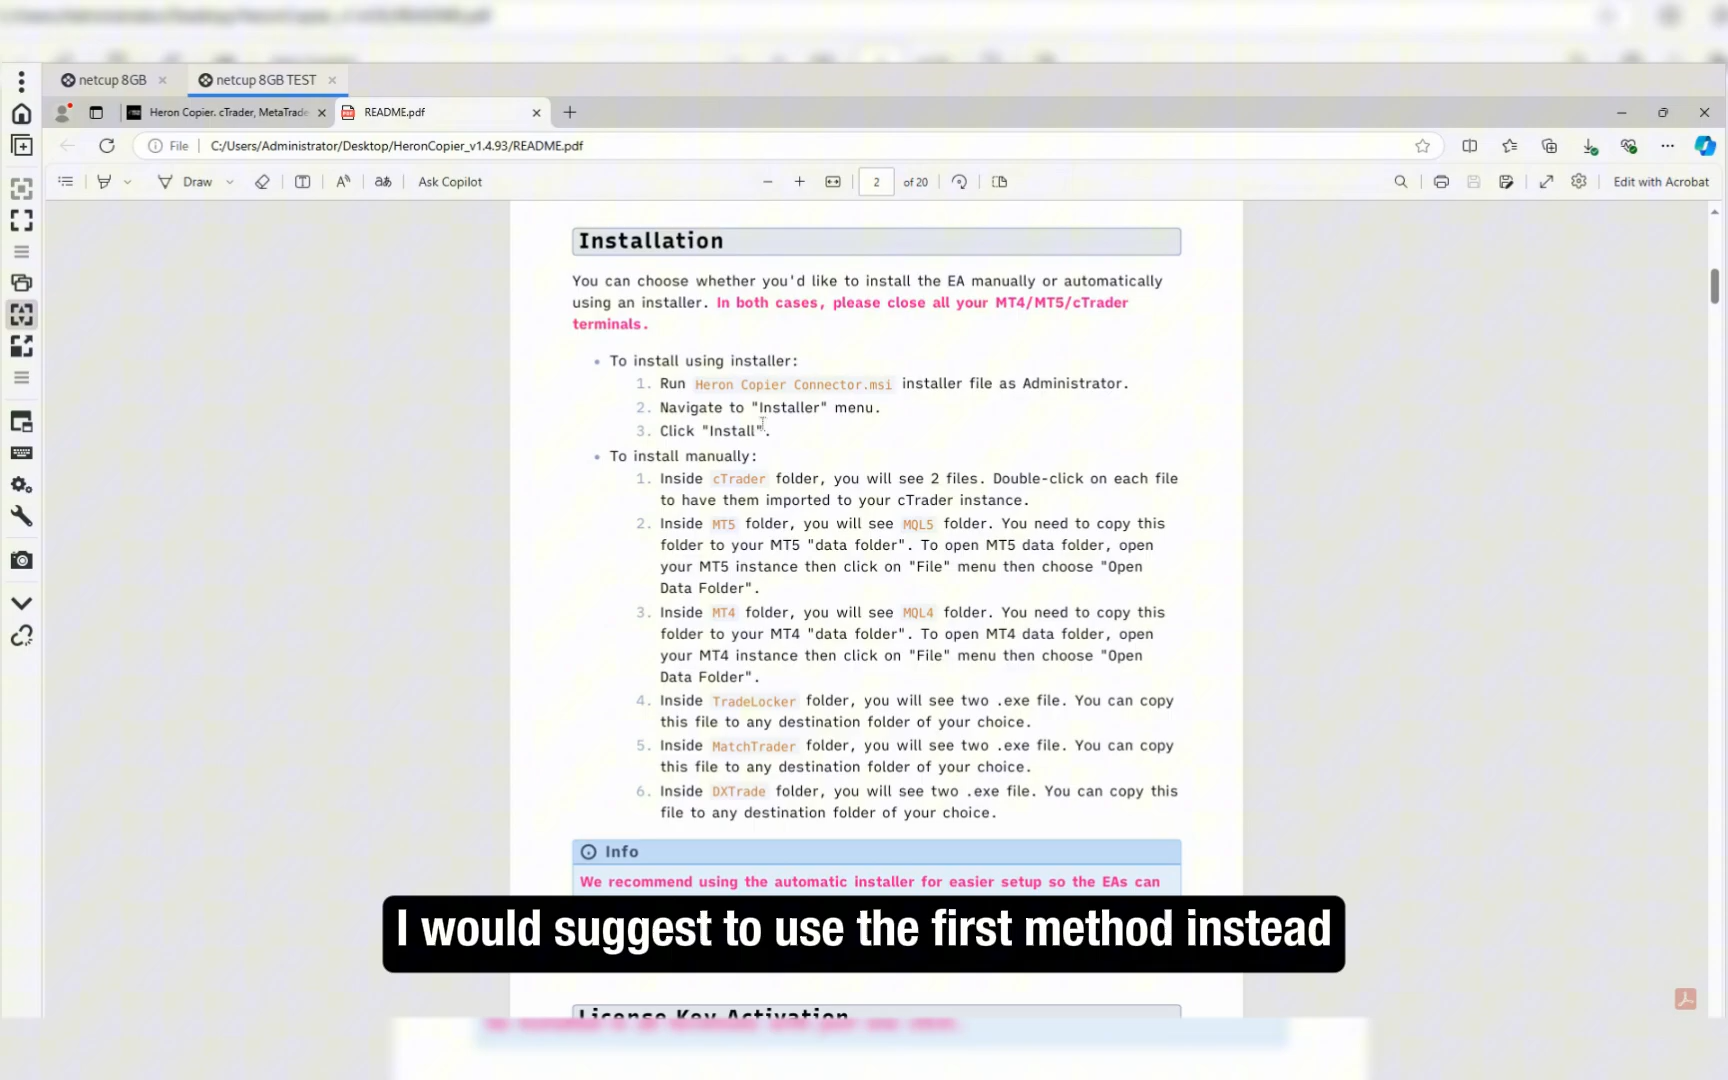 netcup 8GB
netcup 8GB TEST
Heron Copier. cTrader, MetaTrade
README.pdf
File
C:/Users/Administrator/Desktop/HeronCopier_v1.4.93/README.pdf
Draw
Ask Copilot
2 of 20
Edit with Acrobat
Installation
You can choose whether you'd like to install the EA manually or automatically
using an installer. In both cases, please close all your MT4/MT5/cTrader
terminals.
• To install using installer:
1. Run Heron Copier Connector.msi installer file as Administrator.
2. Navigate to "Installer" menu.
3. Click "Install".
• To install manually:
1. Inside cTrader folder, you will see 2 files. Double-click on each file
to have them imported to your cTrader instance.
2. Inside MT5 folder, you will see MQL5 folder. You need to copy this
folder to your MT5 "data folder". To open MT5 data folder, open
your MT5 instance then click on "File" menu then choose "Open
Data Folder".
3. Inside MT4 folder, you will see MQL4 folder. You need to copy this
folder to your MT4 "data folder". To open MT4 data folder, open
your MT4 instance then click on "File" menu then choose "Open
Data Folder".
4. Inside TradeLocker folder, you will see two .exe file. You can copy
this file to any destination folder of your choice.
5. Inside MatchTrader folder, you will see two .exe file. You can copy
this file to any destination folder of your choice.
6. Inside DXTrade folder, you will see two .exe file. You can copy this
file to any destination folder of your choice.
Info
We recommend using the automatic installer for easier setup so the EAs can
I would suggest to use the first method instead
License Key Activation